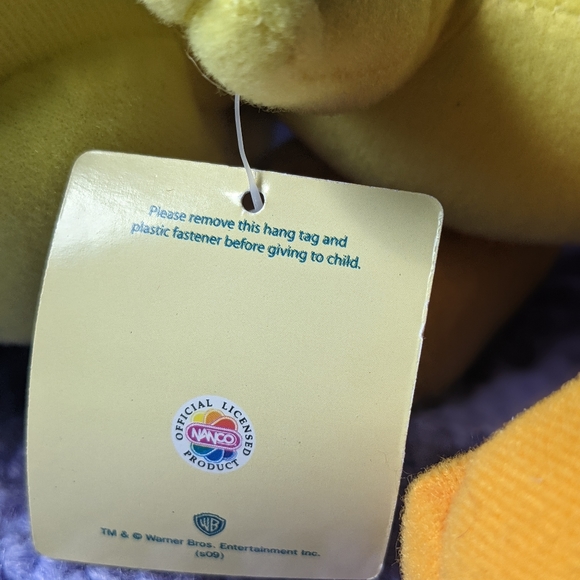 Please remove this hang tag and
plastic fastener before giving to child.
OFFICIAL LICENSED
NANCO
PRODUCT
WB
TM & © Warner Bros. Entertainment Inc.
(s09)